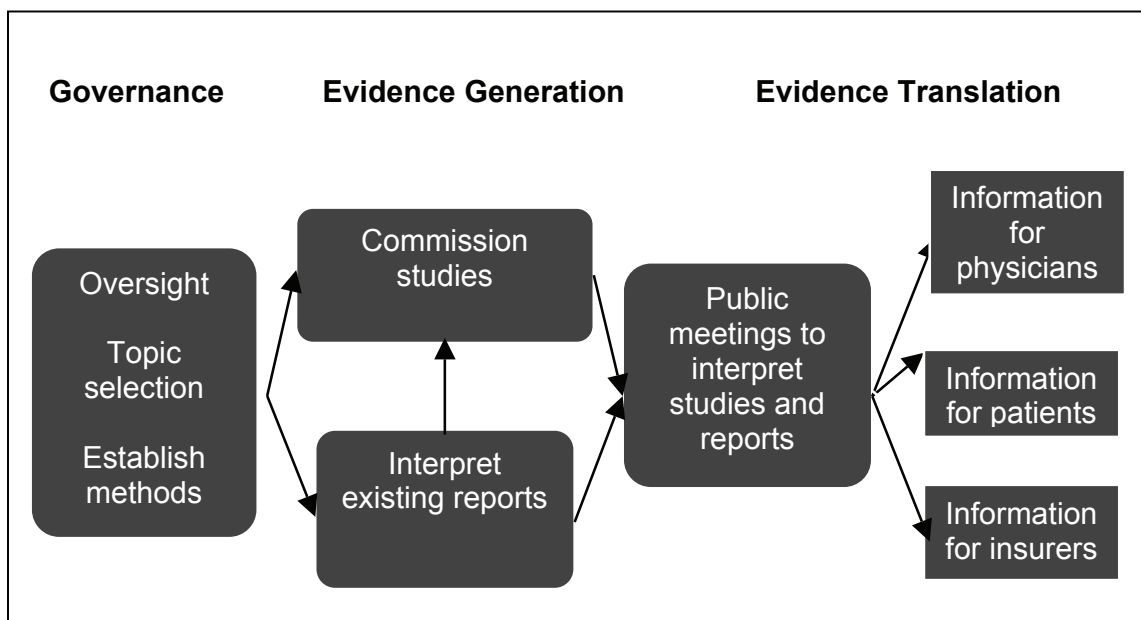 Governance
Evidence Generation
Evidence Translation
Oversight
Topic
selection
Establish
methods
Commission
studies
Interpret
existing reports
Public
meetings to
interpret
studies and
reports
Information
for
physicians
Information
for patients
Information
for insurers